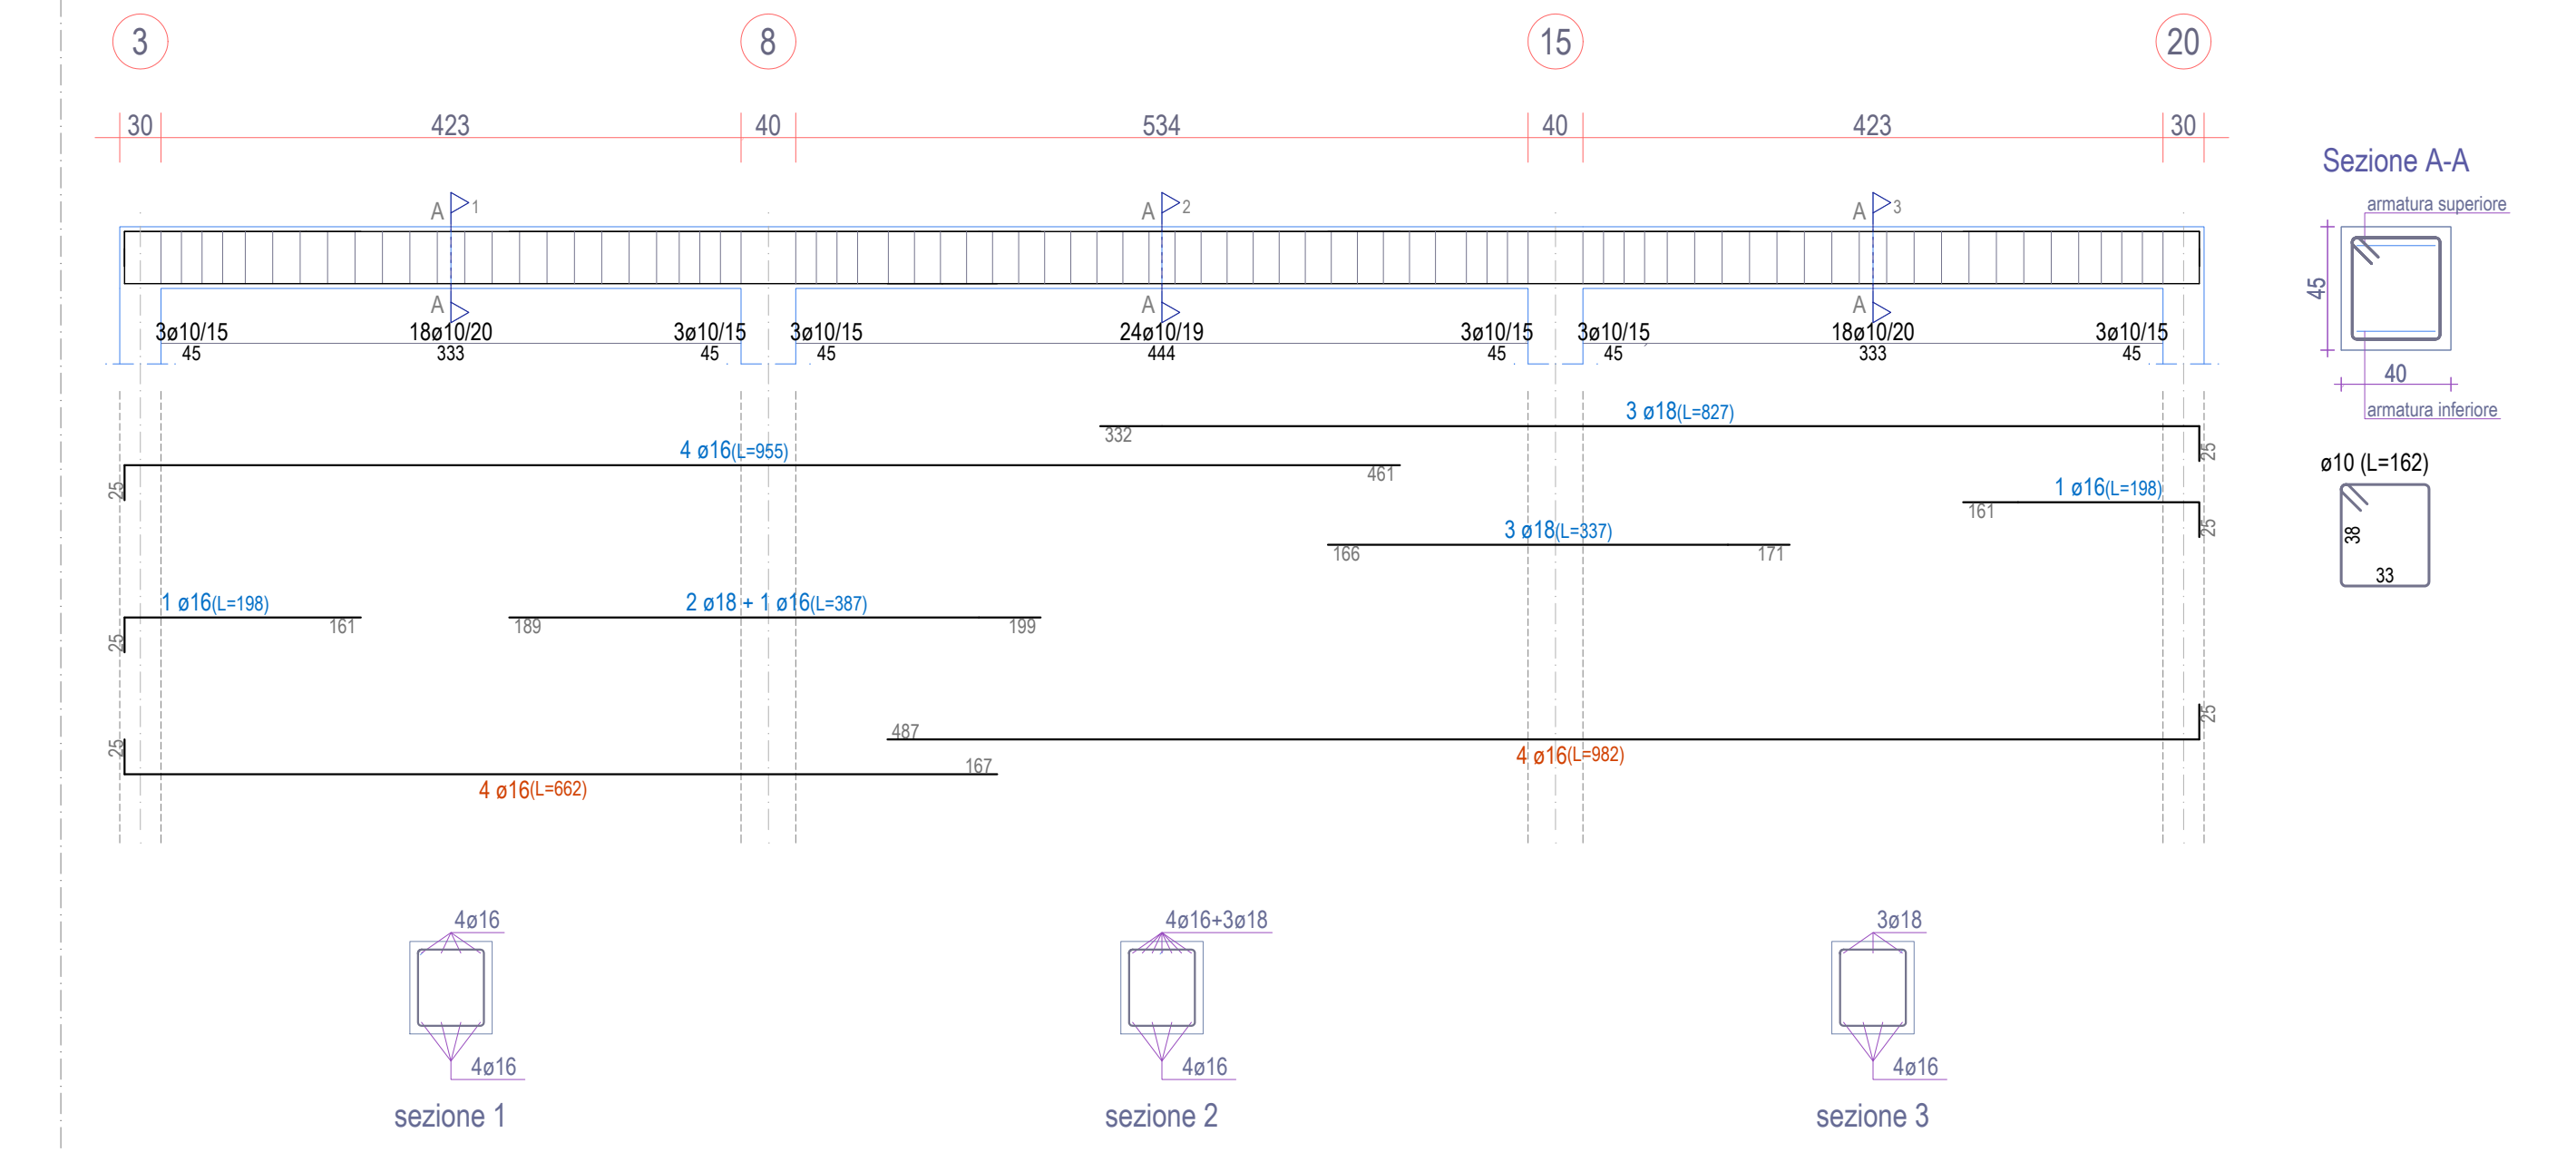 3 8 15 20
30 423 40 534 40 423 30
Sezione A-A
armatura superiore
A 1 A 2 A 3
45
A A A
3ø10/15 18ø10/20 3ø10/15 3ø10/15 24ø10/19 3ø10/15 3ø10/15 18ø10/20 3ø10/15
45 333 45 45 444 45 45 333 45
40
armatura inferiore
3 ø18(L=827)
332 25
4 ø16(L=955)
25 461
ø10 (L=162)
38
33
1 ø16(L=198)
161 25
3 ø18(L=337)
166 171
1 ø16(L=198) 2 ø18 + 1 ø16(L=387)
25 161 189 199
487 25
4 ø16(L=982)
25 167
4 ø16(L=662)
4ø16 4ø16+3ø18 3ø18
4ø16 4ø16 4ø16
sezione 1 sezione 2 sezione 3